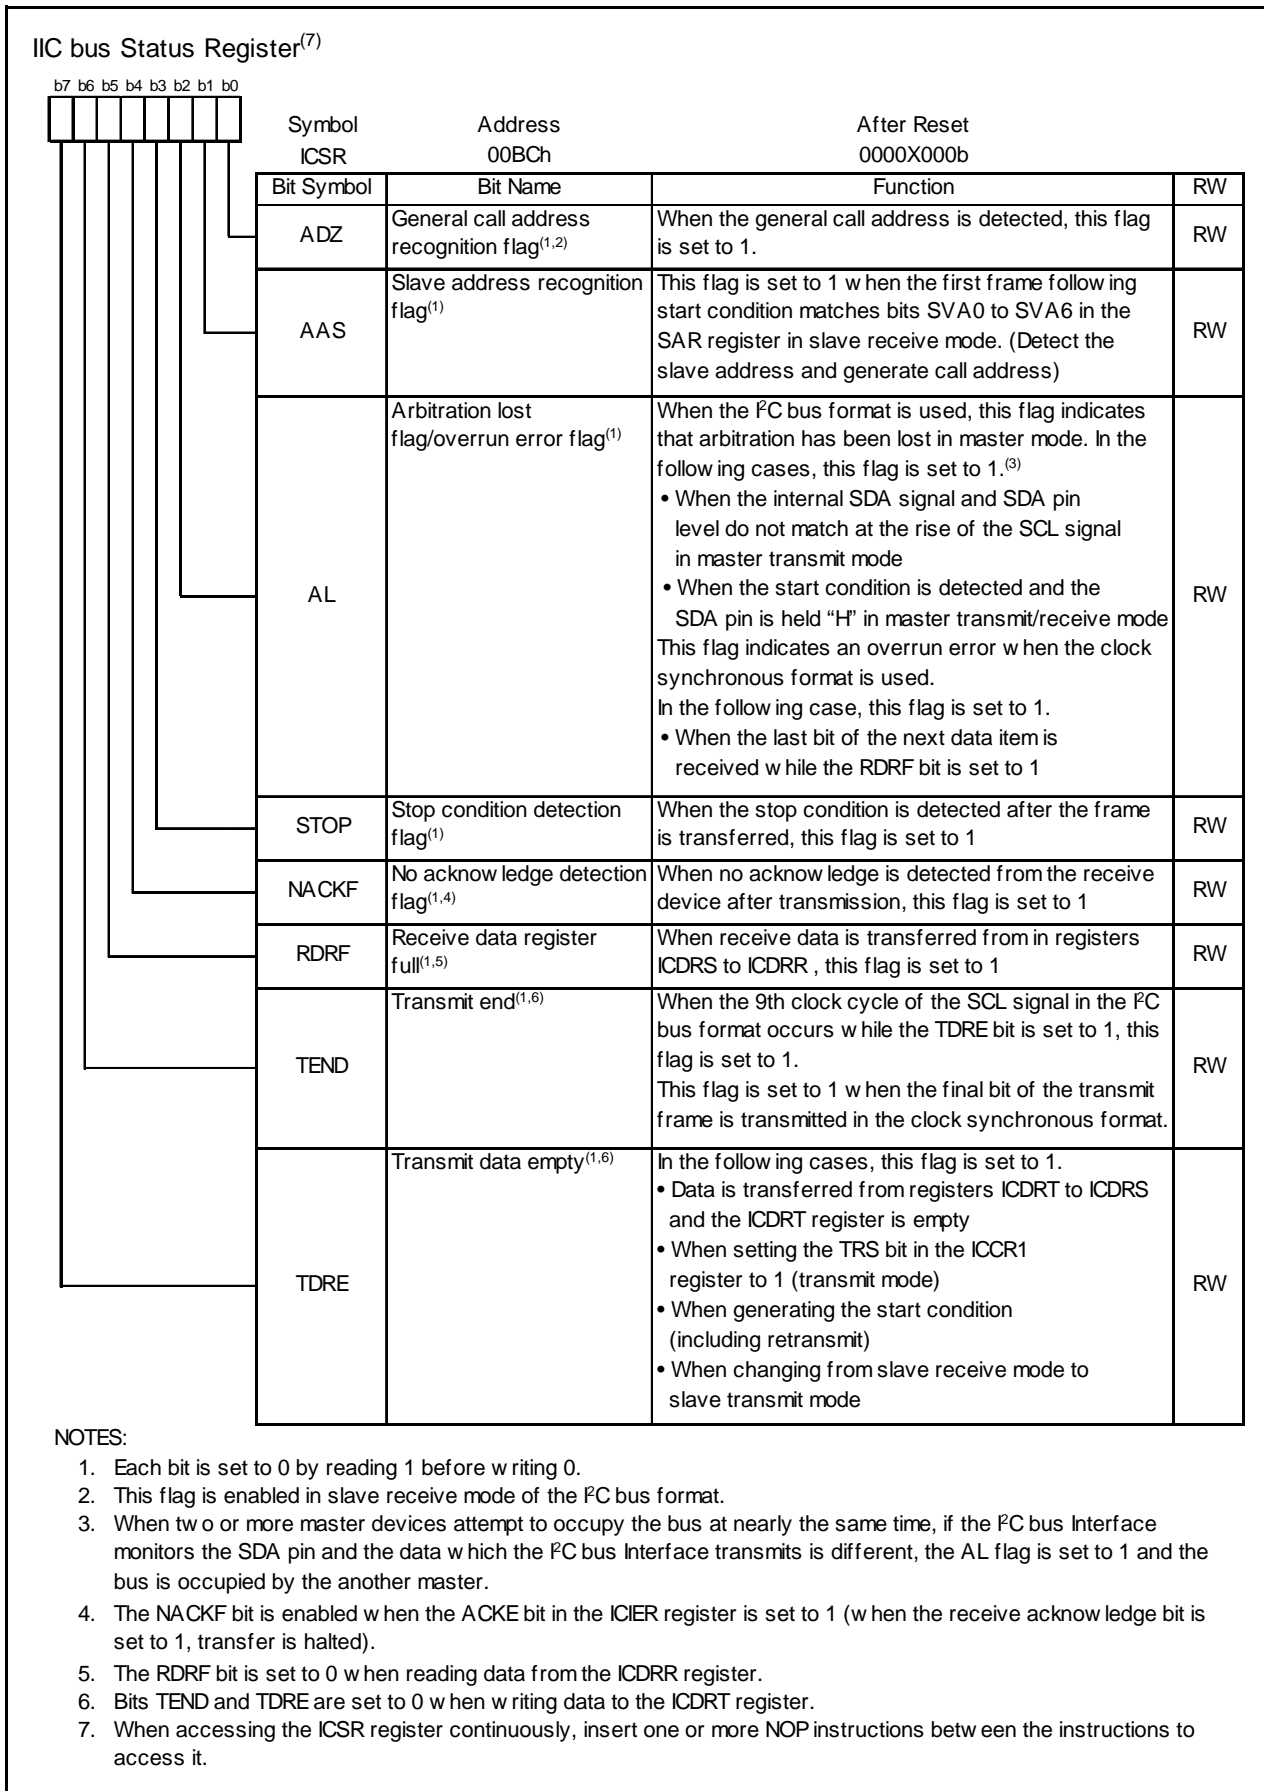 IIC bus Status Register(7)
b7 b6 b5 b4 b3 b2 b1 b0
Symbol Address After Reset
ICSR 00BCh 0000X000b
Bit Symbol Bit Name Function RW
ADZ
General call address
recognition flag(1,2)
When the general call address is detected, this flag
is set to 1.
RW
AAS
Slave address recognition
flag(1)
This flag is set to 1 when the first frame following
start condition matches bits SVA0 to SVA6 in the
SAR register in slave receive mode. (Detect the
slave address and generate call address)
RW
AL
Arbitration lost
flag/overrun error flag(1)
When the I2C bus format is used, this flag indicates
that arbitration has been lost in master mode. In the
following cases, this flag is set to 1.(3)
• When the internal SDA signal and SDA pin
level do not match at the rise of the SCL signal
in master transmit mode
• When the start condition is detected and the
SDA pin is held “H” in master transmit/receive mode
This flag indicates an overrun error when the clock
synchronous format is used.
In the following case, this flag is set to 1.
• When the last bit of the next data item is
received while the RDRF bit is set to 1
RW
STOP
Stop condition detection
flag(1)
When the stop condition is detected after the frame
is transferred, this flag is set to 1
RW
NACKF
No acknowledge detection
flag(1,4)
When no acknowledge is detected from the receive
device after transmission, this flag is set to 1
RW
RDRF
Receive data register
full(1,5)
When receive data is transferred from in registers
ICDRS to ICDRR , this flag is set to 1
RW
TEND
Transmit end(1,6)
When the 9th clock cycle of the SCL signal in the I2C
bus format occurs while the TDRE bit is set to 1, this
flag is set to 1.
This flag is set to 1 when the final bit of the transmit
frame is transmitted in the clock synchronous format.
RW
TDRE
Transmit data empty(1,6)
In the following cases, this flag is set to 1.
• Data is transferred from registers ICDRT to ICDRS
and the ICDRT register is empty
• When setting the TRS bit in the ICCR1
register to 1 (transmit mode)
• When generating the start condition
(including retransmit)
• When changing from slave receive mode to
slave transmit mode
RW
NOTES:
1. Each bit is set to 0 by reading 1 before writing 0.
2. This flag is enabled in slave receive mode of the I2C bus format.
3. When two or more master devices attempt to occupy the bus at nearly the same time, if the I2C bus Interface
monitors the SDA pin and the data which the I2C bus Interface transmits is different, the AL flag is set to 1 and the
bus is occupied by the another master.
4. The NACKF bit is enabled when the ACKE bit in the ICIER register is set to 1 (when the receive acknowledge bit is
set to 1, transfer is halted).
5. The RDRF bit is set to 0 when reading data from the ICDRR register.
6. Bits TEND and TDRE are set to 0 when writing data to the ICDRT register.
7. When accessing the ICSR register continuously, insert one or more NOP instructions between the instructions to
access it.